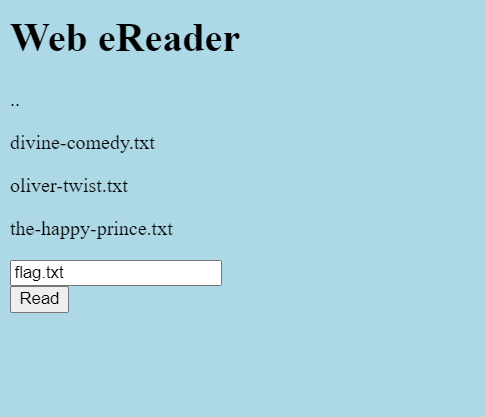 Web eReader
..
divine-comedy.txt
oliver-twist.txt
the-happy-prince.txt
flag.txt
Read